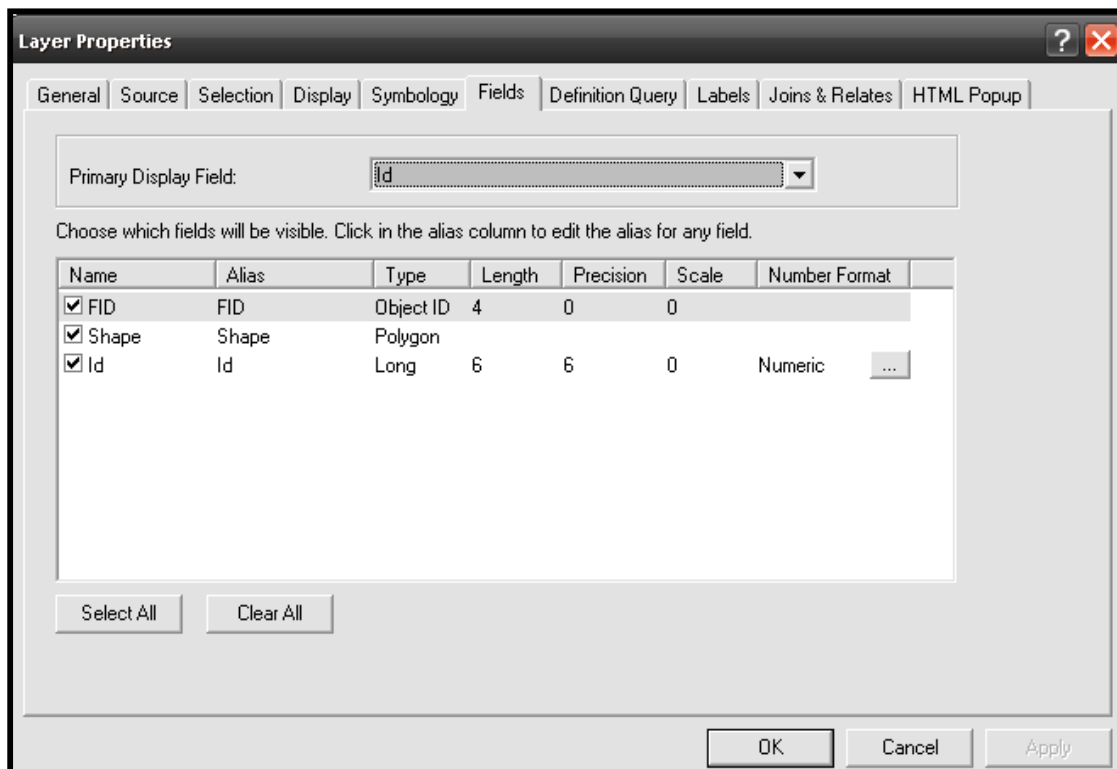 Layer Properties
?
General Source Selection Display Symbology Fields Definition Query Labels Joins & Relates HTML Popup
Primary Display Field: Id
Choose which fields will be visible. Click in the alias column to edit the alias for any field.
Name Alias Type Length Precision Scale Number Format
FID FID Object ID 4 0 0
Shape Shape Polygon
Id Id Long 6 6 0 Numeric ...
Select All Clear All
OK Cancel Apply